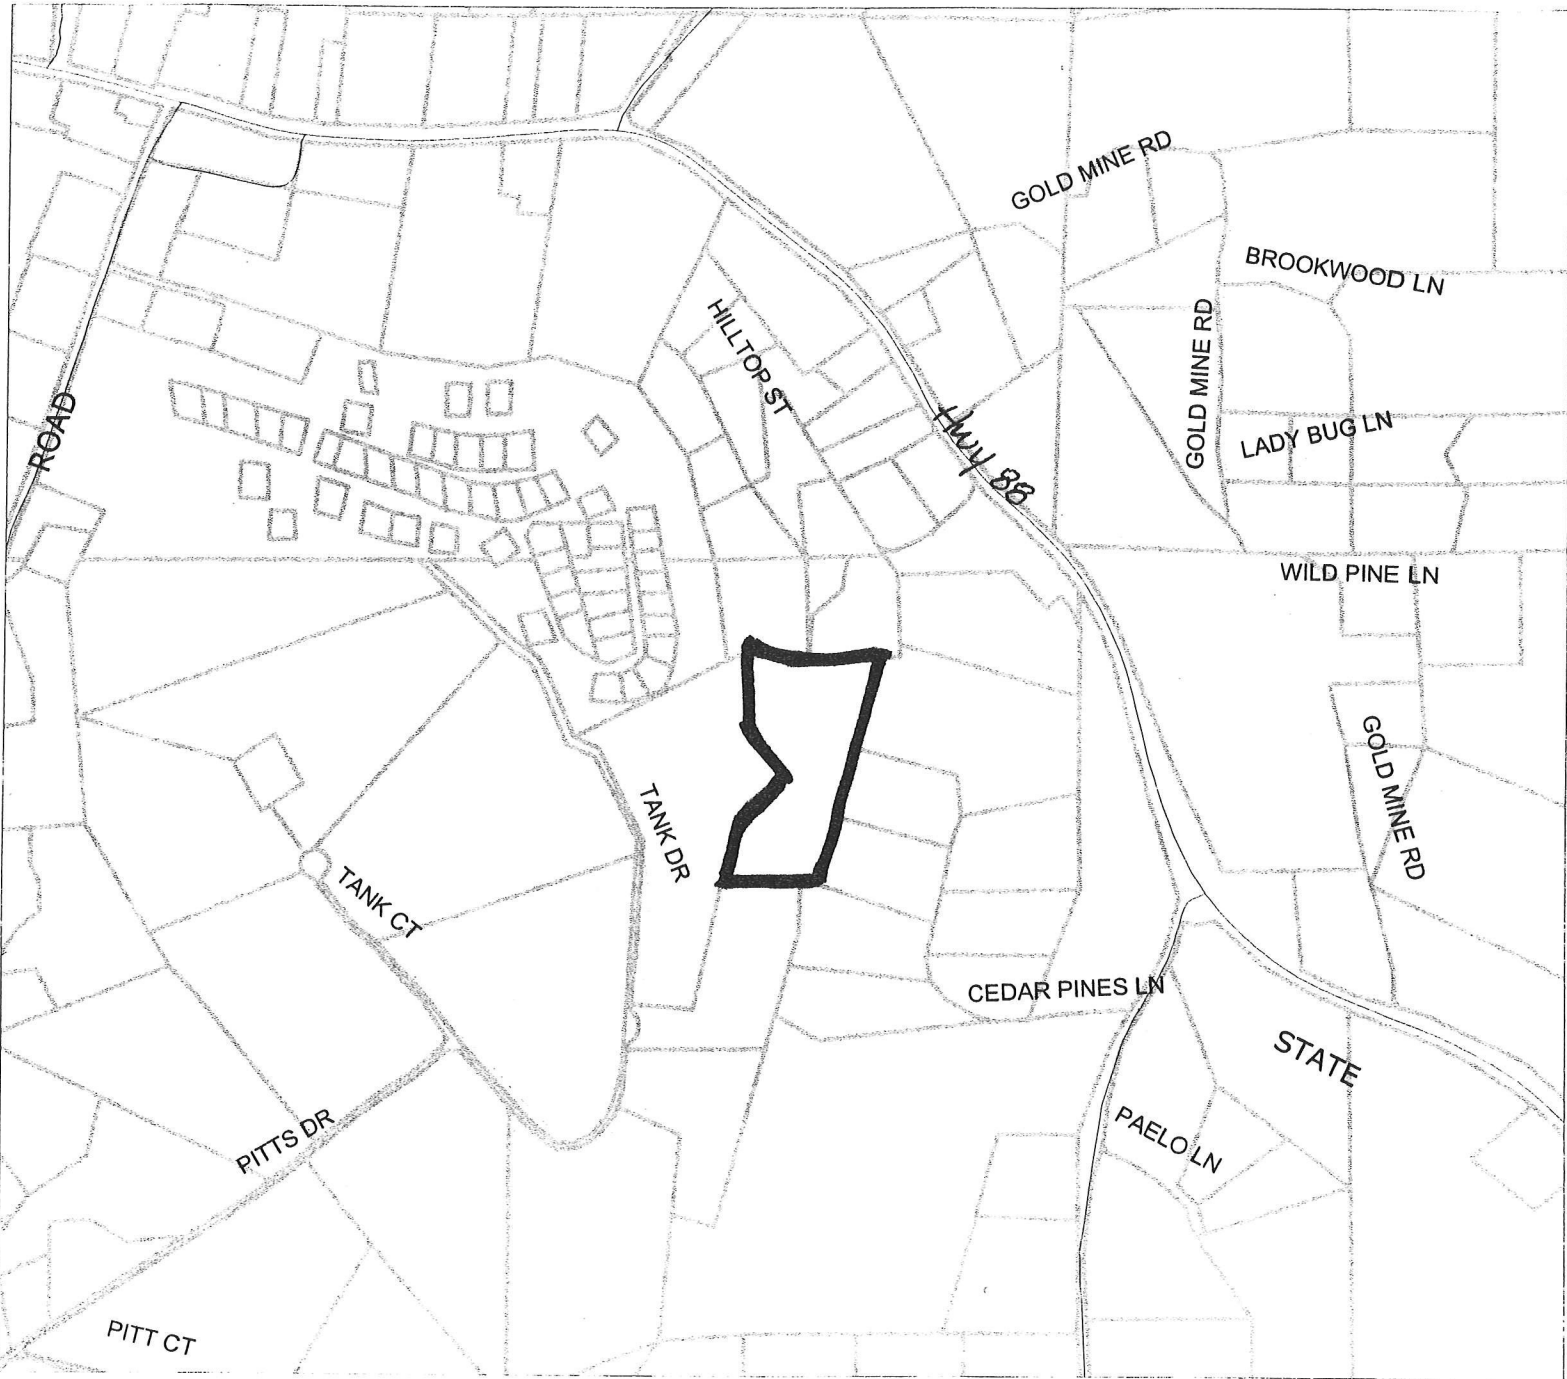 GOLD MINE RD
BROOKWOOD LN
HILLTOP ST
GOLD MINE RD
ROAD
Hwy 88
LADY BUG LN
WILD PINE LN
GOLD MINE RD
TANK DR
TANK CT
CEDAR PINES LN
STATE
PITTS DR
PAELO LN
PITT CT